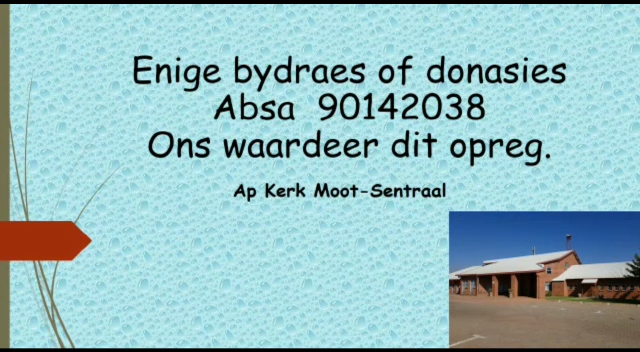 Enige bydraes of donasies
Absa 90142038
Ons waardeer dit opreg.
Ap Kerk Moot-Sentraal